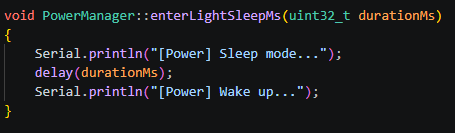 void PowerManager::enterLightSleepMs(uint32_t durationMs)
{
    Serial.println("[Power] Sleep mode...");
    delay(durationMs);
    Serial.println("[Power] Wake up...");
}